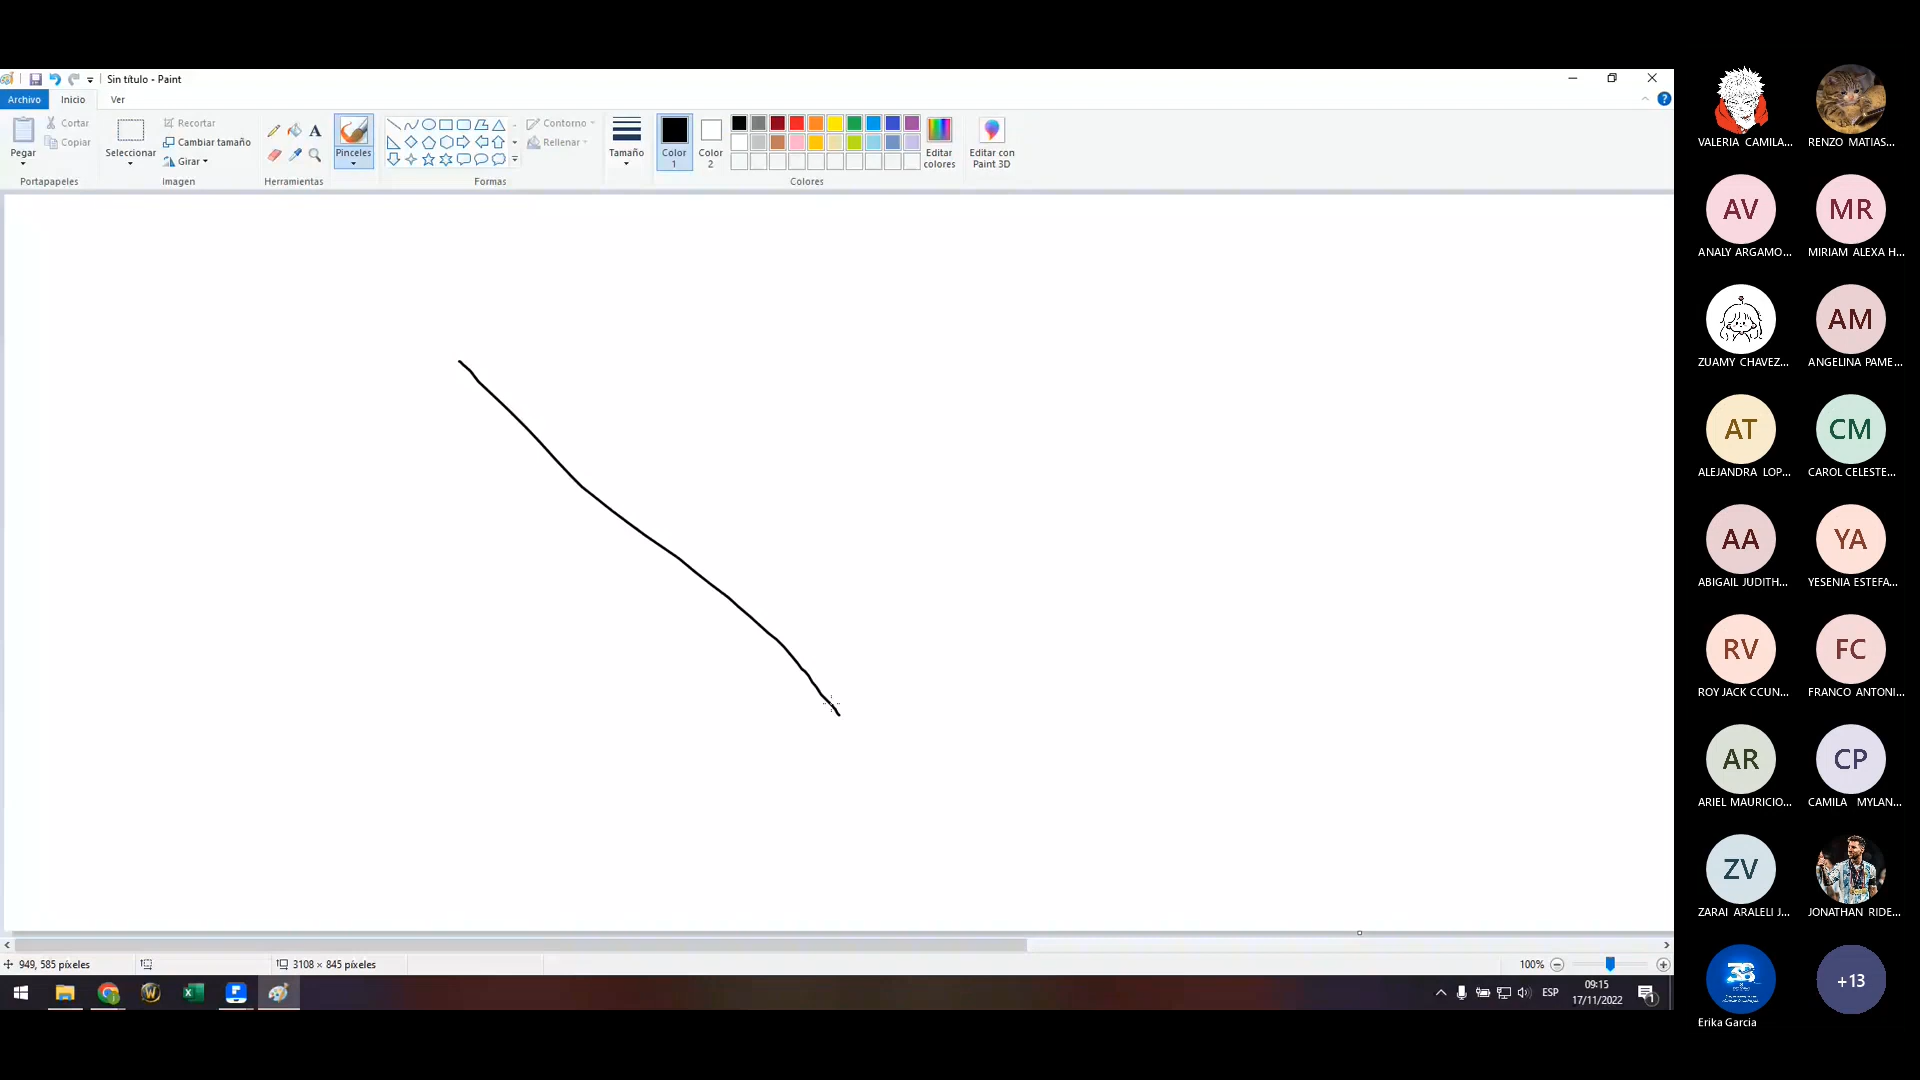 Sin título - Paint
Archivo Inicio Ver
Pegar Cortar Copiar
Portapapeles
Seleccionar Recortar Cambiar tamaño Girar
Imagen
A
Herramientas
Pinceles
Contorno Rellenar
Formas
Tamaño
Color 1 Color 2
Editar colores
Colores
Editar con Paint 3D
949, 585 píxeles
3108 × 845 píxeles
100%
ESP
09:15
17/11/2022
1
VALERIA CAMILA...
RENZO MATIAS...
AV
MR
ANALY ARGAMO...
MIRIAM ALEXA H...
AM
ZUAMY CHAVEZ...
ANGELINA PAME...
AT
CM
ALEJANDRA LOP...
CAROL CELESTE...
AA
YA
ABIGAIL JUDITH...
YESENIA ESTEFA...
RV
FC
ROY JACK CCUN...
FRANCO ANTONI...
AR
CP
ARIEL MAURICIO...
CAMILA MYLAN...
ZV
ZARAI ARALELI J...
JONATHAN RIDE...
+13
Erika Garcia